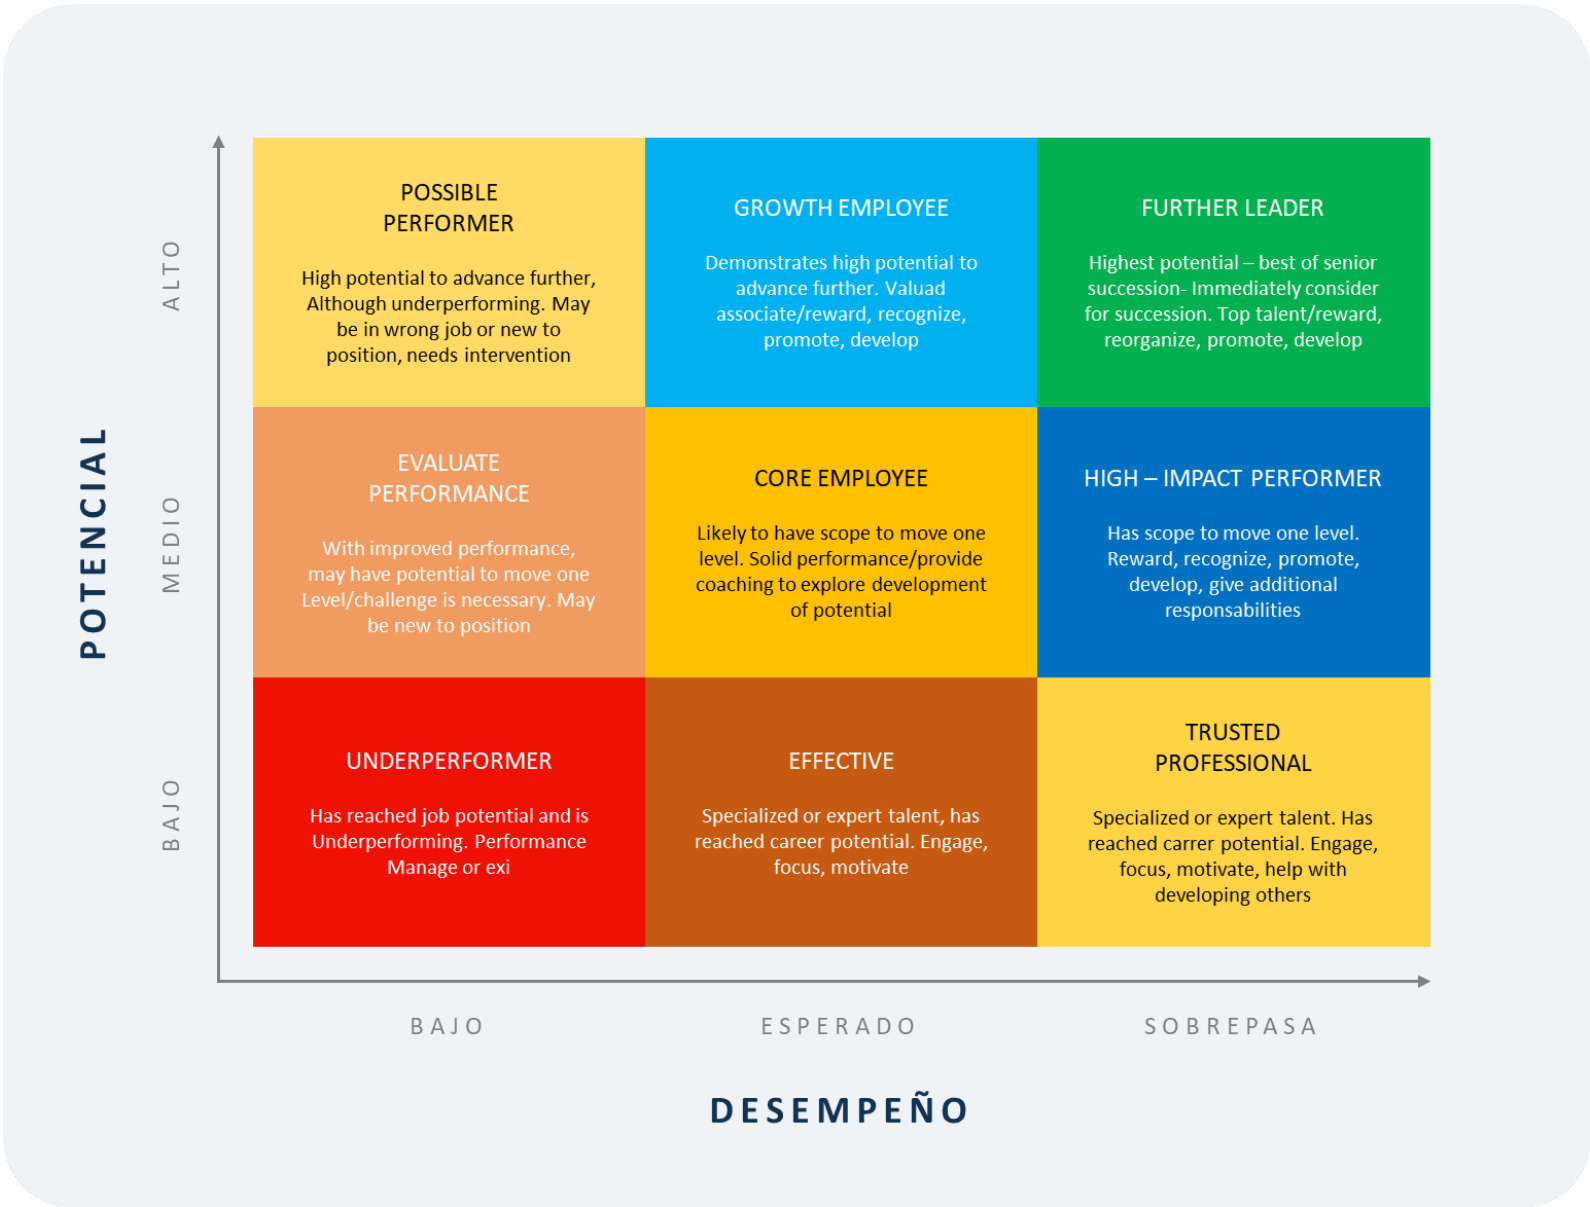 POTENCIAL
ALTO
MEDIO
BAJO
POSSIBLE
PERFORMER
High potential to advance further,
Although underperforming. May
be in wrong job or new to
position, needs intervention
GROWTH EMPLOYEE
Demonstrates high potential to
advance further. Valuad
associate/reward, recognize,
promote, develop
FURTHER LEADER
Highest potential – best of senior
succession- Immediately consider
for succession. Top talent/reward,
reorganize, promote, develop
EVALUATE
PERFORMANCE
With improved performance,
may have potential to move one
Level/challenge is necessary. May
be new to position
CORE EMPLOYEE
Likely to have scope to move one
level. Solid performance/provide
coaching to explore development
of potential
HIGH – IMPACT PERFORMER
Has scope to move one level.
Reward, recognize, promote,
develop, give additional
responsabilities
UNDERPERFORMER
Has reached job potential and is
Underperforming. Performance
Manage or exi
EFFECTIVE
Specialized or expert talent, has
reached career potential. Engage,
focus, motivate
TRUSTED
PROFESSIONAL
Specialized or expert talent. Has
reached carrer potential. Engage,
focus, motivate, help with
developing others
BAJO
ESPERADO
SOBREPASA
DESEMPEÑO